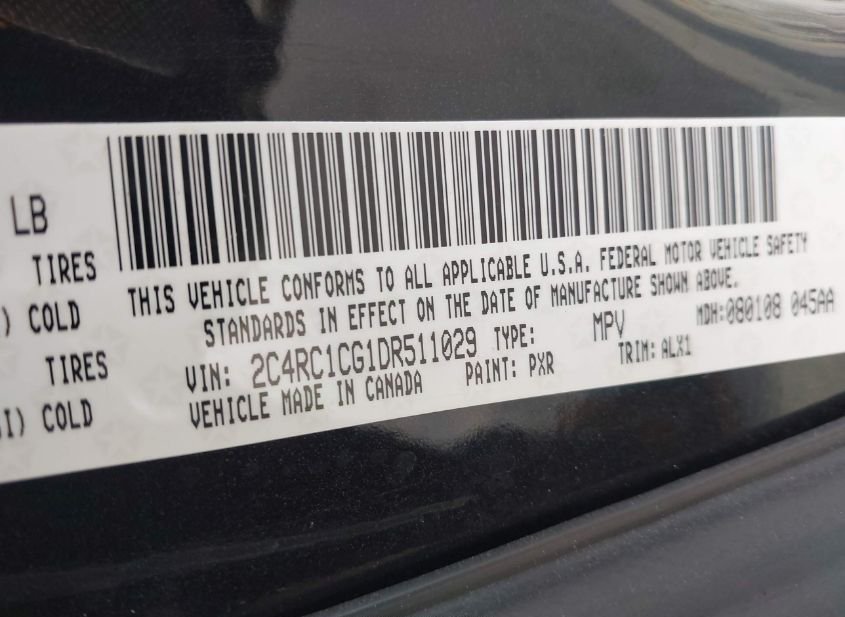 LB
TIRES
) COLD
TIRES
I) COLD
THIS VEHICLE CONFORMS TO ALL APPLICABLE U.S.A. FEDERAL MOTOR VEHICLE SAFETY
STANDARDS IN EFFECT ON THE DATE OF MANUFACTURE SHOWN ABOVE.
MDH:080108 045AA
VIN: 2C4RC1CG1DR511029 TYPE: MPV
VEHICLE MADE IN CANADA PAINT: PXR TRIM: ALX1